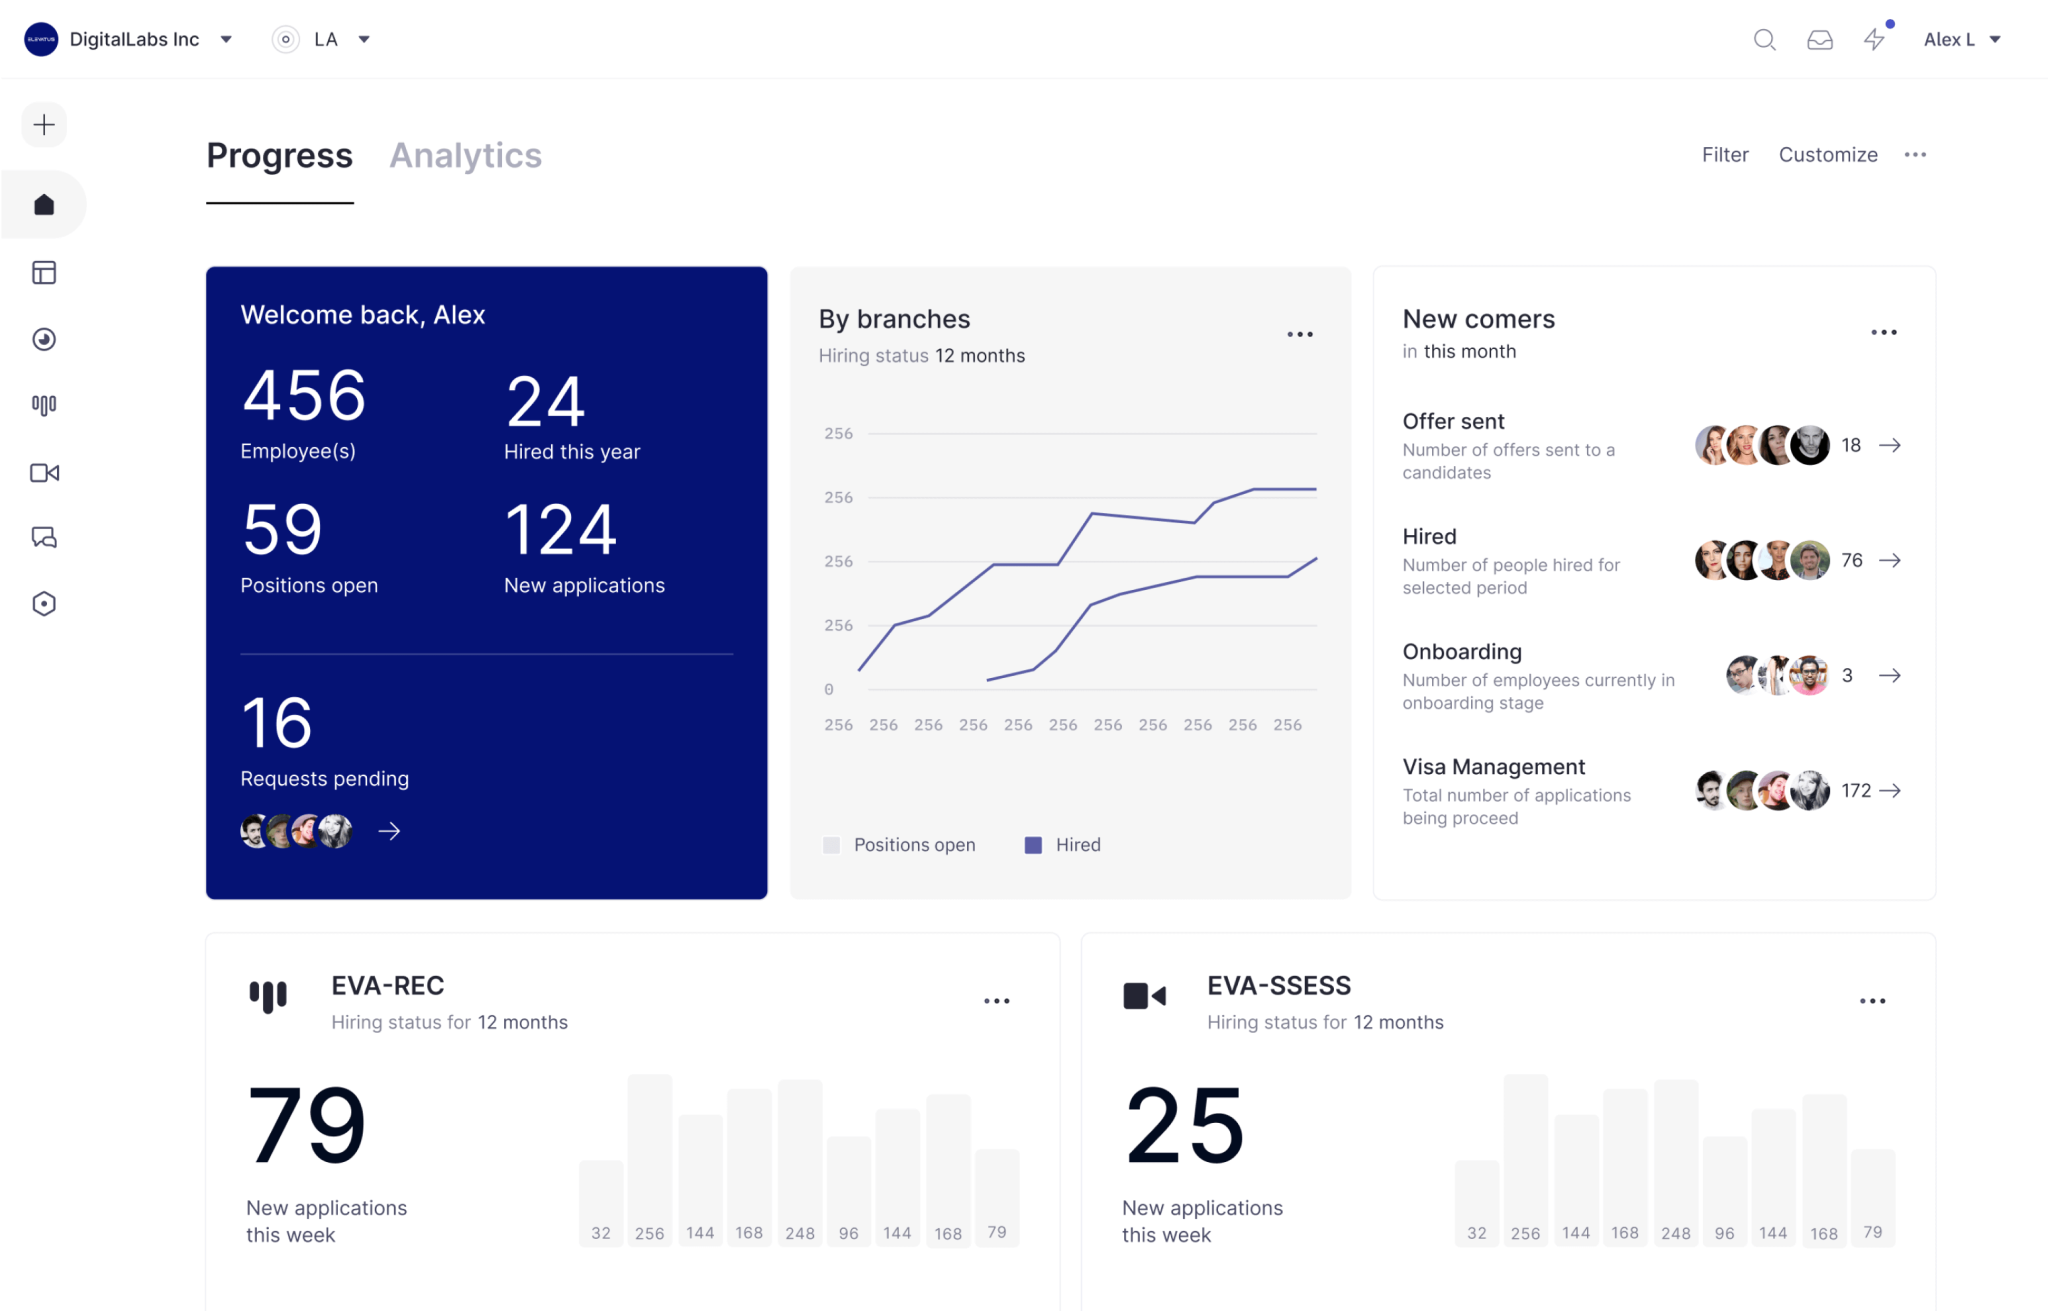 ELEVATUS
DigitalLabs Inc
LA
Alex L
Progress
Analytics
Filter
Customize
Welcome back, Alex
456
Employee(s)
24
Hired this year
59
Positions open
124
New applications
16
Requests pending
By branches
Hiring status 12 months
256
256
256
256
0
256 256 256 256 256 256 256 256 256 256 256
Positions open
Hired
New comers
in this month
Offer sent
Number of offers sent to a
candidates
18
Hired
Number of people hired for
selected period
76
Onboarding
Number of employees currently in
onboarding stage
3
Visa Management
Total number of applications
being proceed
172
EVA-REC
Hiring status for 12 months
79
New applications
this week
32 256 144 168 248 96 144 168 79
EVA-SSESS
Hiring status for 12 months
25
New applications
this week
32 256 144 168 248 96 144 168 79